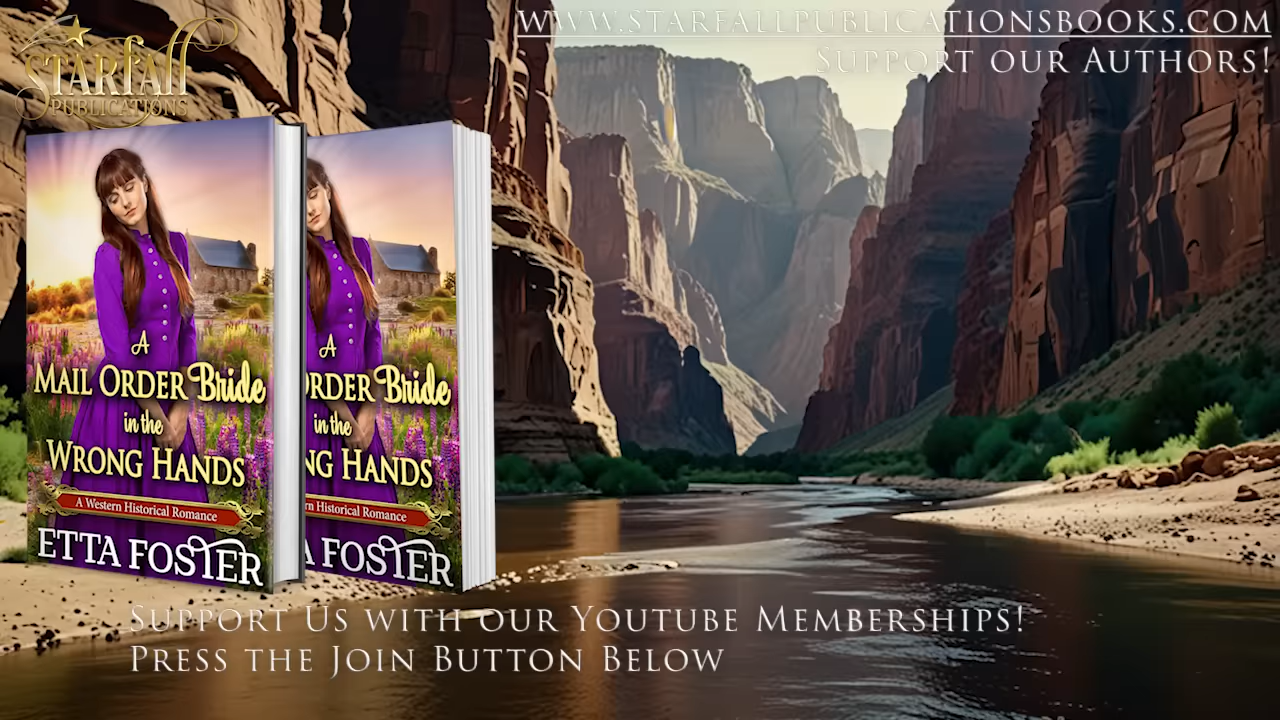 WWW.STARFALLPUBLICATIONSBOOKS.COM
SUPPORT OUR AUTHORS!
STARfall
PUBLICATIONS
A
MAIL ORDER Bride
in the
WRONG HANDS
A Western Historical Romance
ETTA FOSTER
A
ORDER Bride
in the
NG HANDS
rn Historical Romance
A FOSTER
SUPPORT US WITH OUR YOUTUBE MEMBERSHIPS!
PRESS THE JOIN BUTTON BELOW